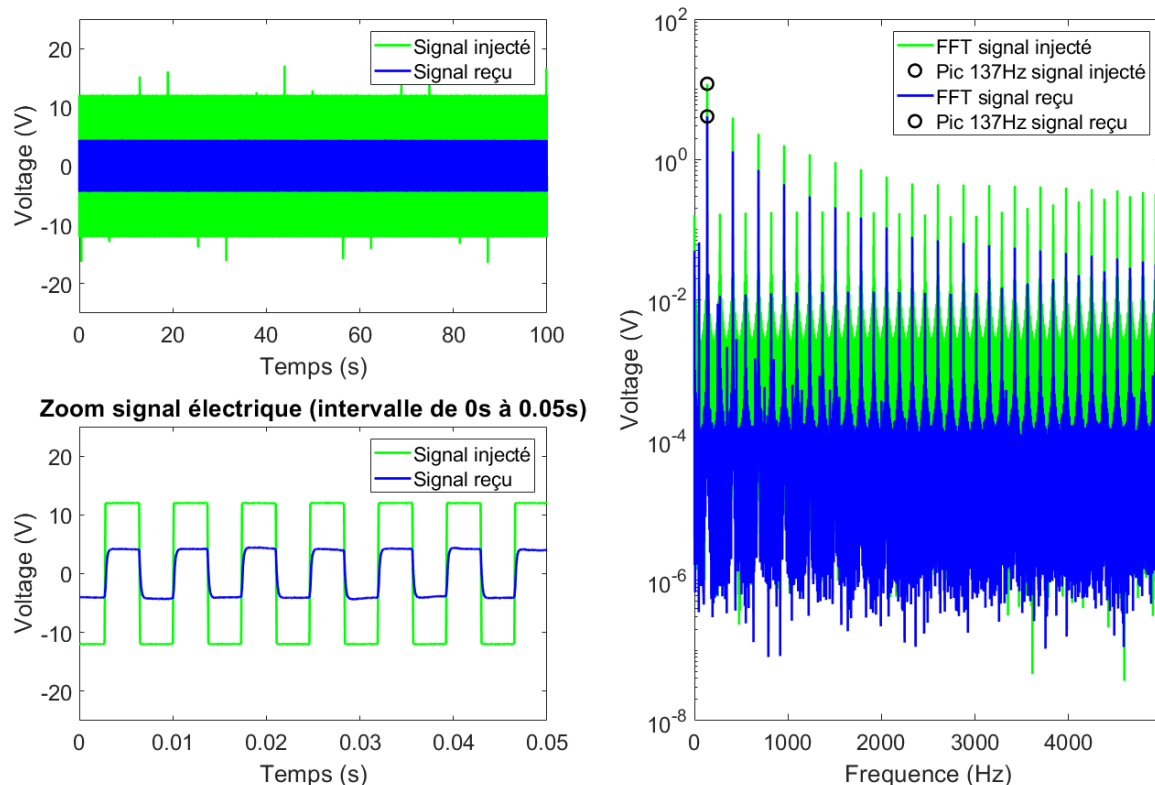 20
10
0
-10
-20
Voltage (V)
Signal injecté
Signal reçu
0 20 40 60 80 100
Temps (s)
Zoom signal électrique (intervalle de 0s à 0.05s)
20
10
0
-10
-20
Voltage (V)
Signal injecté
Signal reçu
0 0.01 0.02 0.03 0.04 0.05
Temps (s)
10^2
10^0
10^-2
10^-4
10^-6
10^-8
Voltage (V)
FFT signal injecté
Pic 137Hz signal injecté
FFT signal reçu
Pic 137Hz signal reçu
0 1000 2000 3000 4000
Frequence (Hz)